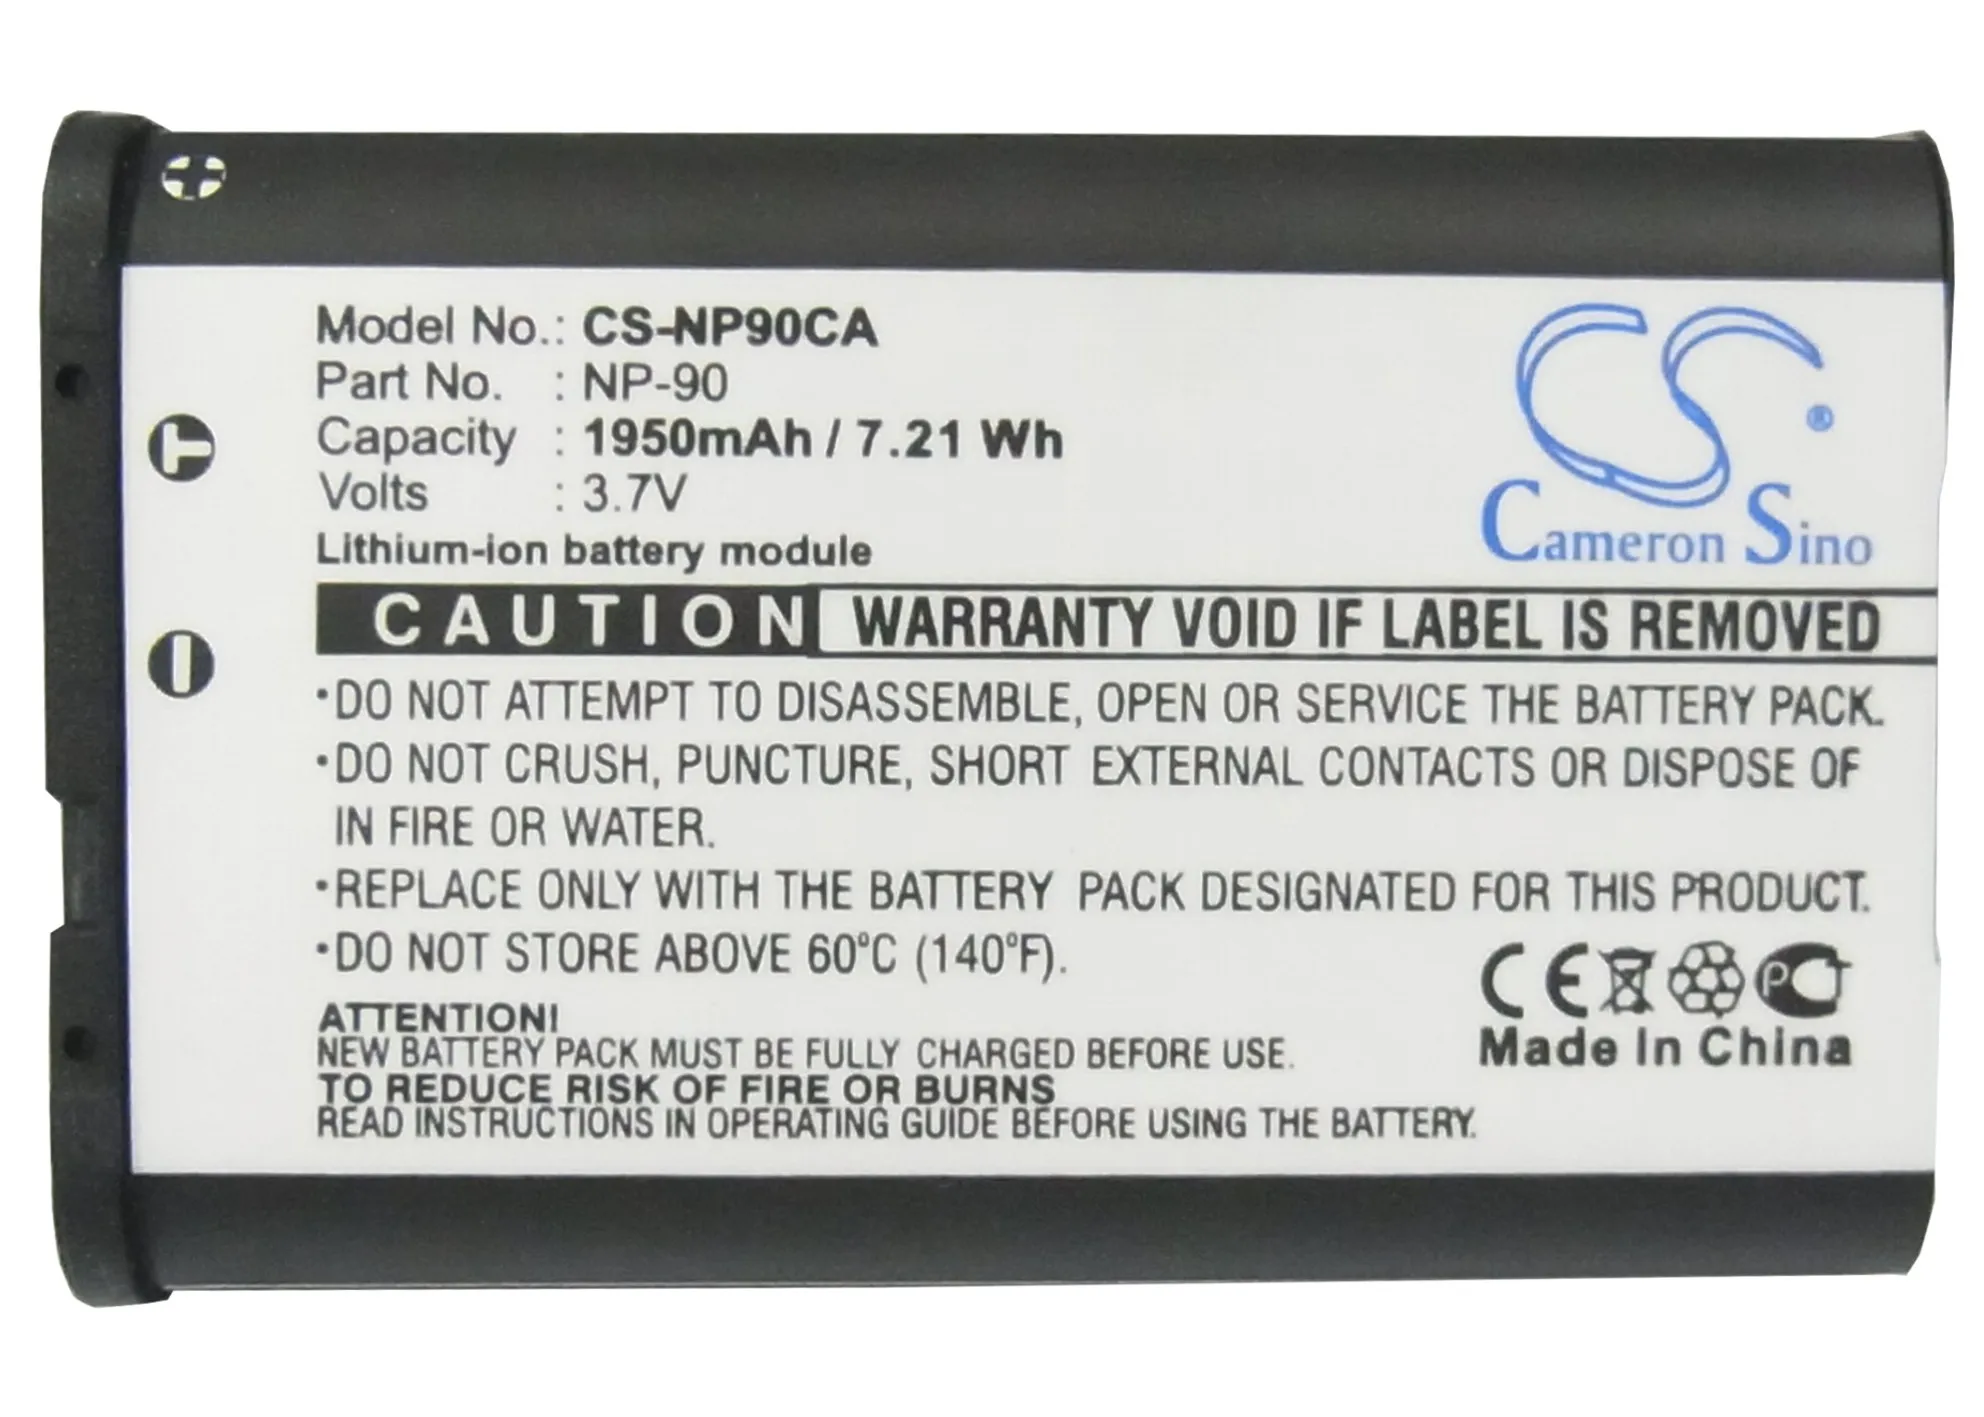 Model No.: CS-NP90CA
Part No. : NP-90
Capacity : 1950mAh / 7.21 Wh
Volts : 3.7V
Lithium-ion battery module
CS®
Cameron Sino
CAUTION WARRANTY VOID IF LABEL IS REMOVED
•DO NOT ATTEMPT TO DISASSEMBLE, OPEN OR SERVICE THE BATTERY PACK.
•DO NOT CRUSH, PUNCTURE, SHORT EXTERNAL CONTACTS OR DISPOSE OF
IN FIRE OR WATER.
•REPLACE ONLY WITH THE BATTERY PACK DESIGNATED FOR THIS PRODUCT.
•DO NOT STORE ABOVE 60°C (140°F).
ATTENTION!
NEW BATTERY PACK MUST BE FULLY CHARGED BEFORE USE.
TO REDUCE RISK OF FIRE OR BURNS
READ INSTRUCTIONS IN OPERATING GUIDE BEFORE USING THE BATTERY.
CE PCT
Made In China
+
T
−